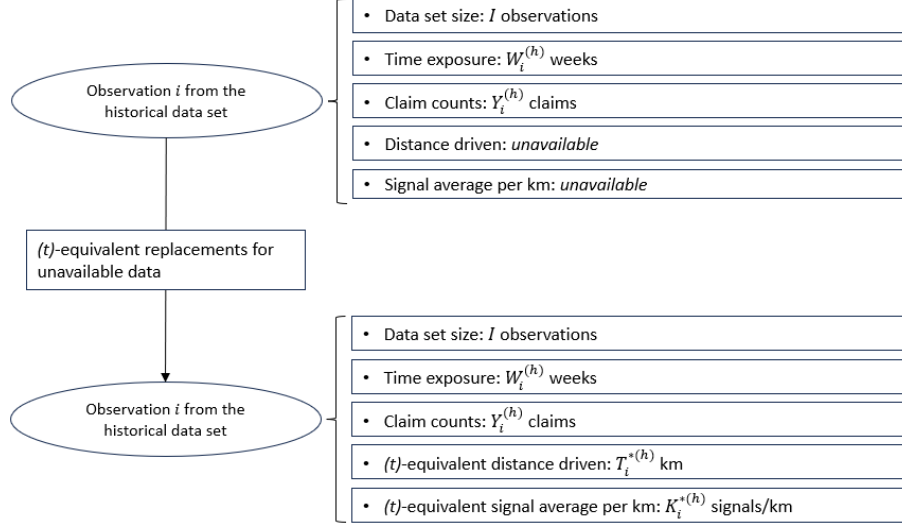 Observation i from the
historical data set
• Data set size: I observations
• Time exposure: W_i^(h) weeks
• Claim counts: Y_i^(h) claims
• Distance driven: unavailable
• Signal average per km: unavailable
(t)-equivalent replacements for
unavailable data
Observation i from the
historical data set
• Data set size: I observations
• Time exposure: W_i^(h) weeks
• Claim counts: Y_i^(h) claims
• (t)-equivalent distance driven: T_i^*(h) km
• (t)-equivalent signal average per km: K_i^*(h) signals/km